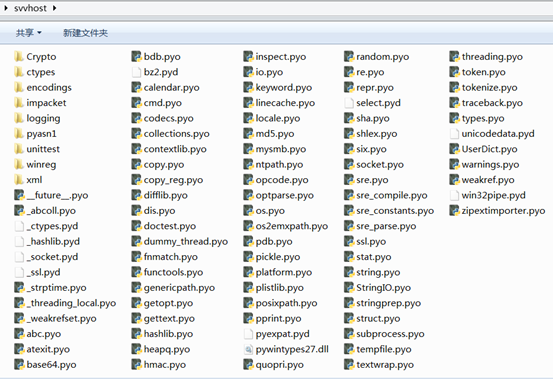 svvhost
共享
新建文件夹
Crypto
ctypes
encodings
impacket
logging
pyasn1
unittest
winreg
xml
__future__.pyo
_abcoll.pyo
_ctypes.pyd
_hashlib.pyd
_socket.pyd
_ssl.pyd
_strptime.pyo
_threading_local.pyo
_weakrefset.pyo
abc.pyo
atexit.pyo
base64.pyo
bdb.pyo
bz2.pyd
calendar.pyo
cmd.pyo
codecs.pyo
collections.pyo
contextlib.pyo
copy.pyo
copy_reg.pyo
difflib.pyo
dis.pyo
doctest.pyo
dummy_thread.pyo
fnmatch.pyo
functools.pyo
genericpath.pyo
getopt.pyo
gettext.pyo
hashlib.pyo
heapq.pyo
hmac.pyo
inspect.pyo
io.pyo
keyword.pyo
linecache.pyo
locale.pyo
md5.pyo
mysmb.pyo
ntpath.pyo
opcode.pyo
optparse.pyo
os.pyo
os2emxpath.pyo
pdb.pyo
pickle.pyo
platform.pyo
plistlib.pyo
posixpath.pyo
pprint.pyo
pyexpat.pyd
pywintypes27.dll
quopri.pyo
random.pyo
re.pyo
repr.pyo
select.pyd
sha.pyo
shlex.pyo
six.pyo
socket.pyo
sre.pyo
sre_compile.pyo
sre_constants.pyo
sre_parse.pyo
ssl.pyo
stat.pyo
string.pyo
StringIO.pyo
stringprep.pyo
struct.pyo
subprocess.pyo
tempfile.pyo
textwrap.pyo
threading.pyo
token.pyo
tokenize.pyo
traceback.pyo
types.pyo
unicodedata.pyd
UserDict.pyo
warnings.pyo
weakref.pyo
win32pipe.pyd
zipextimporter.pyo